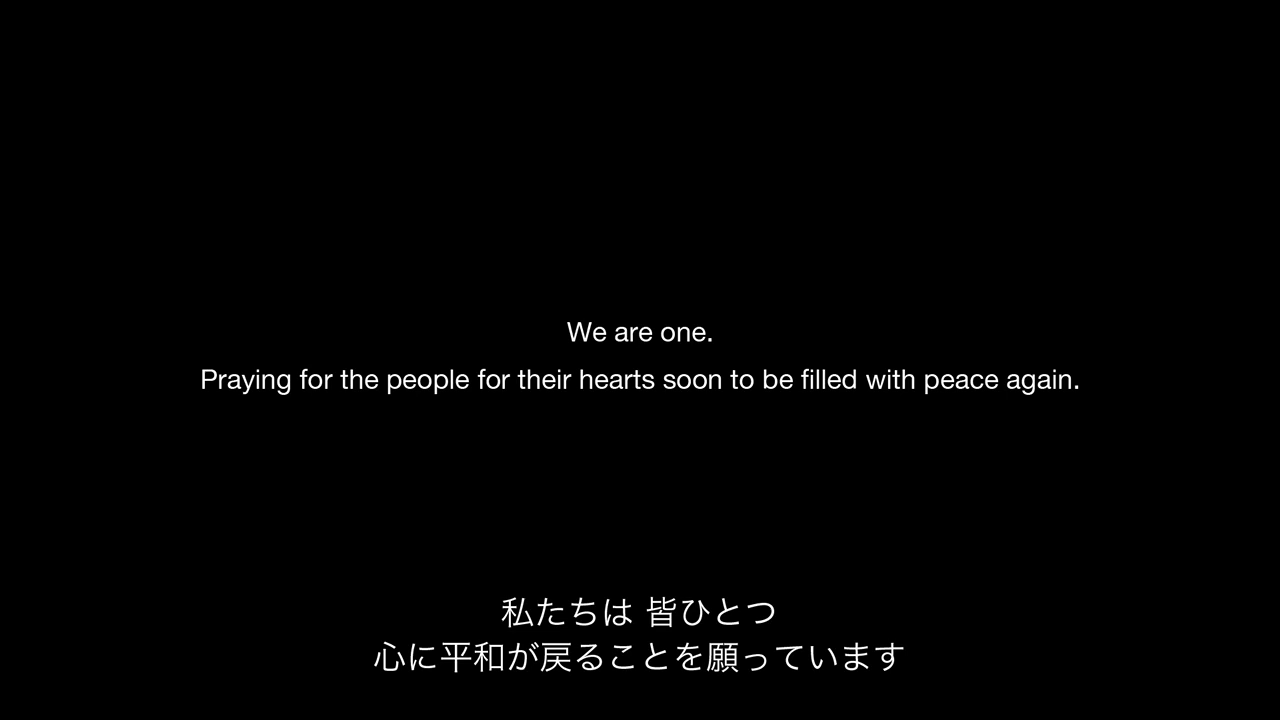 We are one.
Praying for the people for their hearts soon to be filled with peace again.
私たちは 皆ひとつ
心に平和が戻ることを願っています